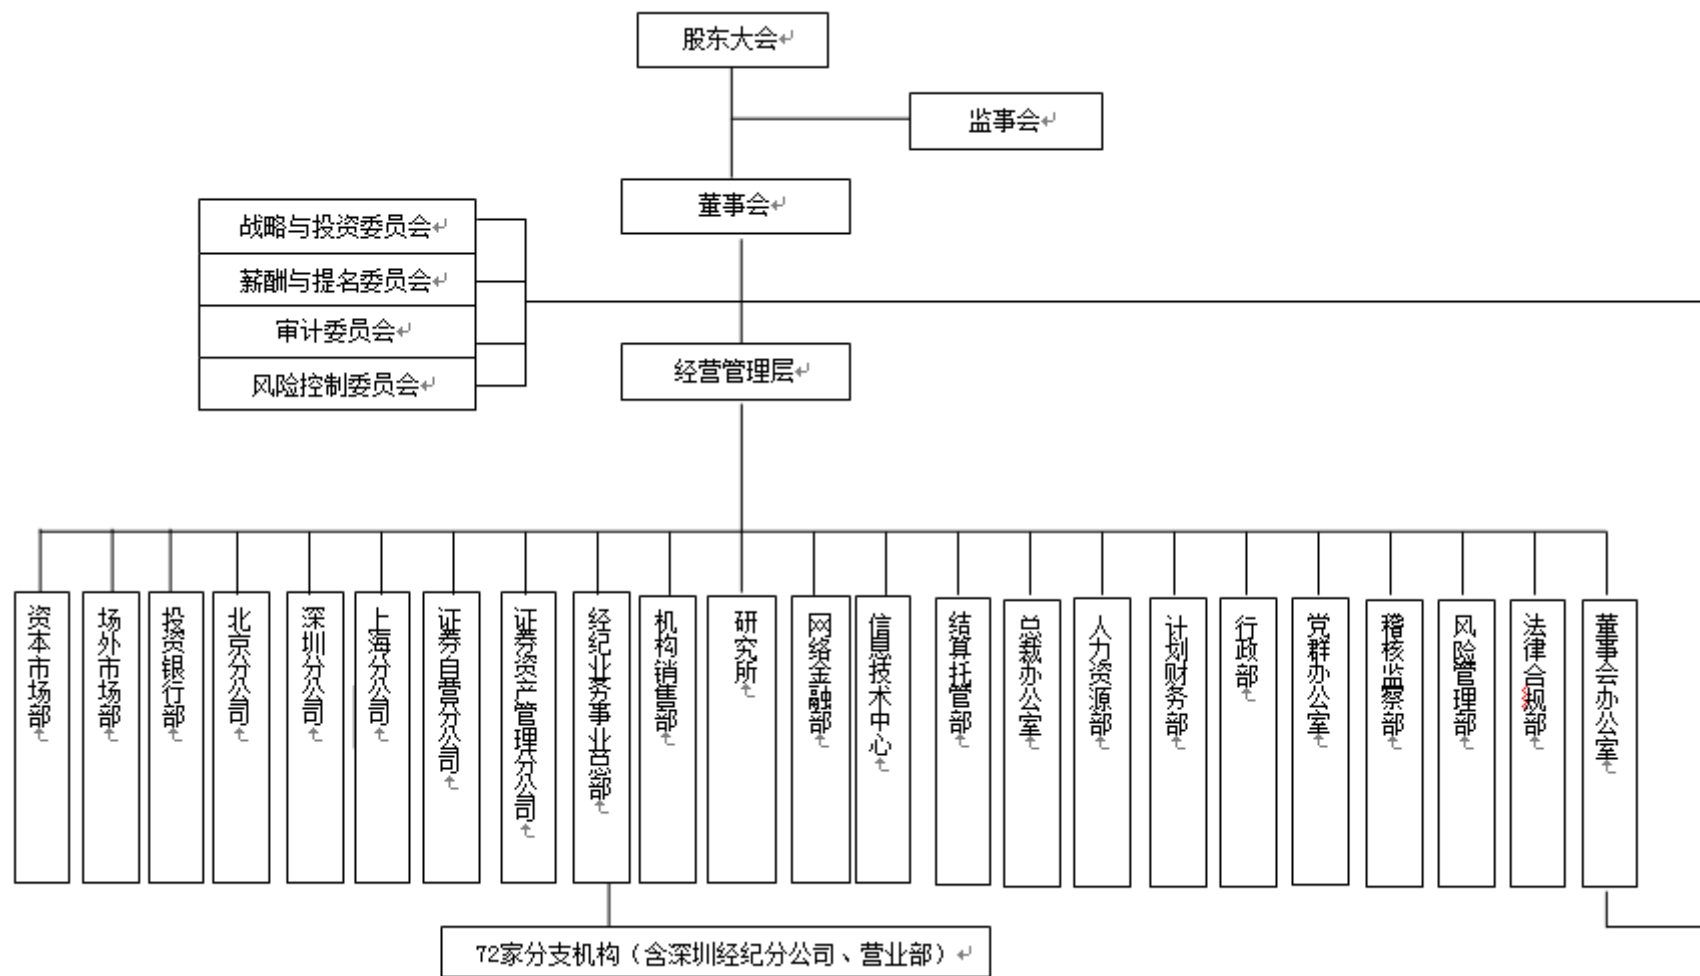 股东大会
监事会
董事会
战略与投资委员会
薪酬与提名委员会
审计委员会
风险控制委员会
经营管理层
资本市场部
场外市场部
投资银行部
北京分公司
深圳分公司
上海分公司
证券自营分公司
证券资产管理分公司
经纪业务事业总部
机构销售部
研究所
网络金融部
信息技术中心
结算托管部
总裁办公室
人力资源部
计划财务部
行政部
党群办公室
稽核监察部
风险管理部
法律合规部
董事会办公室
72家分支机构（含深圳经纪分公司、营业部）